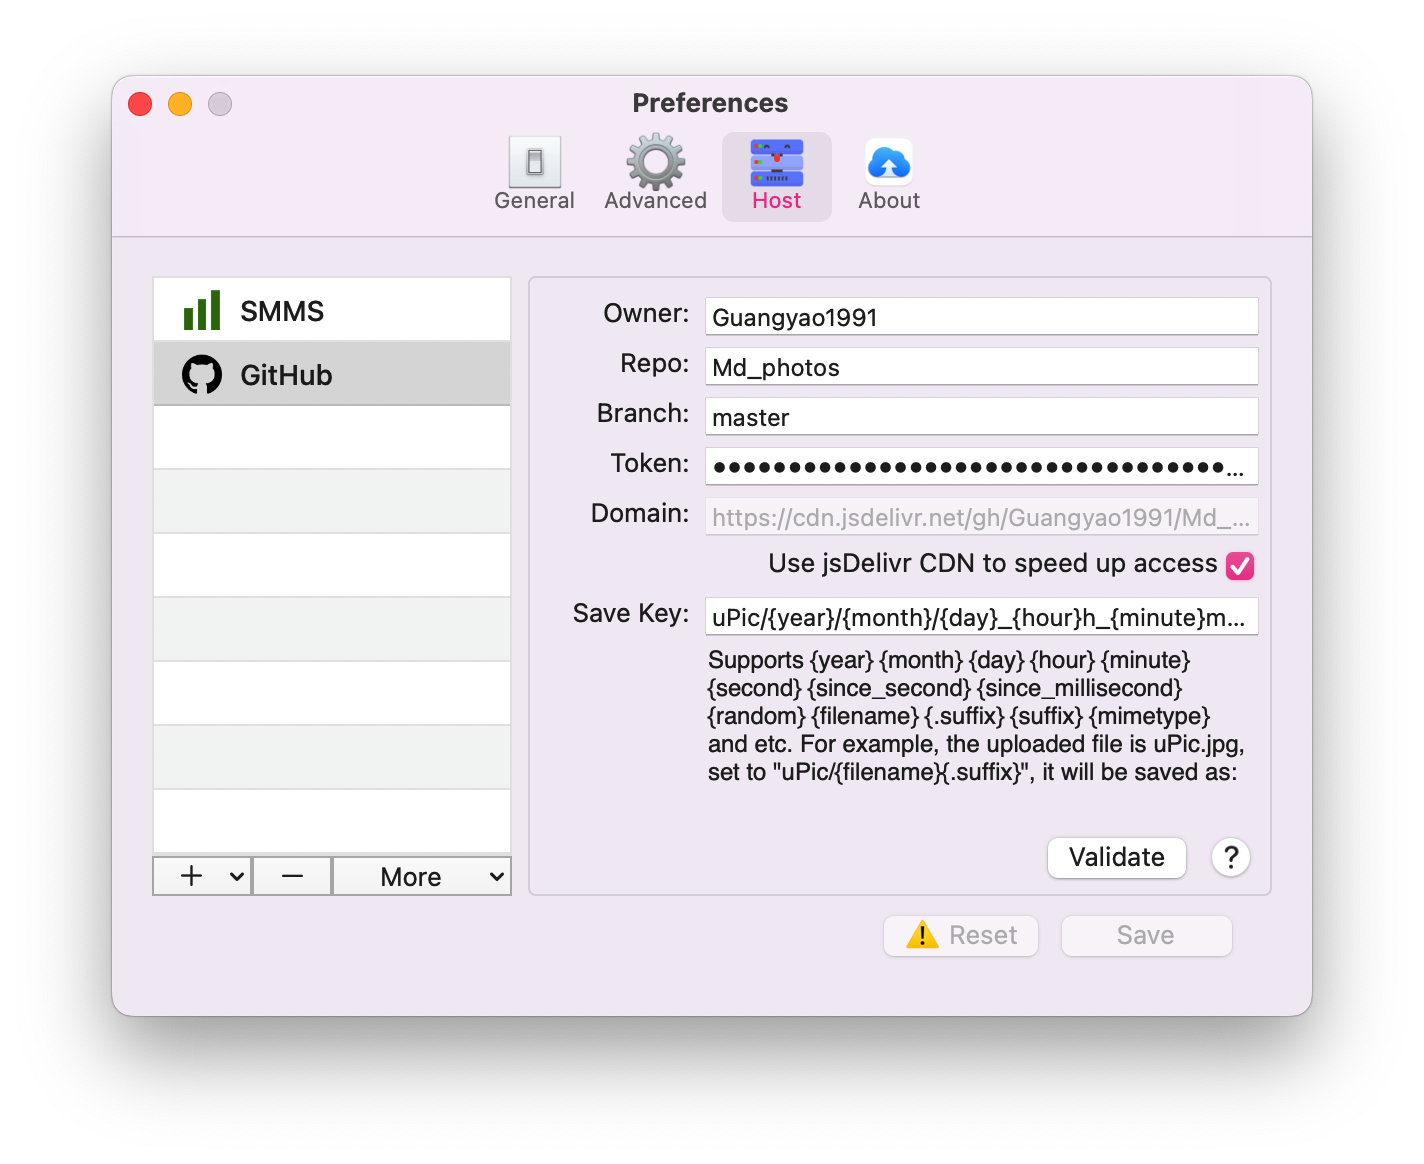 Preferences
General Advanced Host About
SMMS
GitHub
+ − More
Owner: Guangyao1991
Repo: Md_photos
Branch: master
Token: ●●●●●●●●●●●●●●●●●●●●●●●●●●●●●●●●●●...
Domain: https://cdn.jsdelivr.net/gh/Guangyao1991/Md_...
Use jsDelivr CDN to speed up access
Save Key: uPic/{year}/{month}/{day}_{hour}h_{minute}m...
Supports {year} {month} {day} {hour} {minute}
{second} {since_second} {since_millisecond}
{random} {filename} {.suffix} {suffix} {mimetype}
and etc. For example, the uploaded file is uPic.jpg,
set to "uPic/{filename}{.suffix}", it will be saved as:
Validate ?
Reset Save